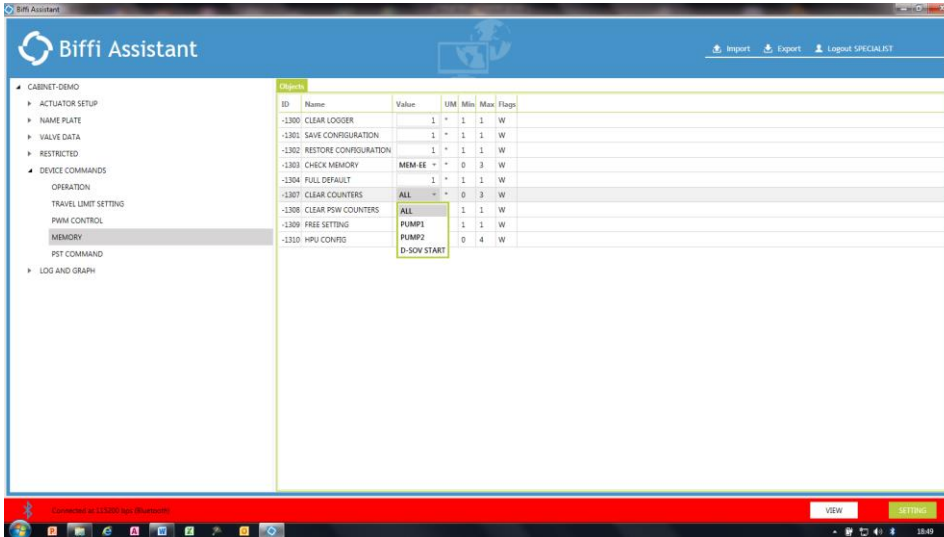 Biffi Assistant
Biffi Assistant
Import Export Logout SPECIALIST
CABINET-DEMO
ACTUATOR SETUP
NAME PLATE
VALVE DATA
RESTRICTED
DEVICE COMMANDS
OPERATION
TRAVEL LIMIT SETTING
PWM CONTROL
MEMORY
PST COMMAND
LOG AND GRAPH
Objects
ID Name Value UM Min Max Flags
-1300 CLEAR LOGGER 1 * 1 1 W
-1301 SAVE CONFIGURATION 1 * 1 1 W
-1302 RESTORE CONFIGURATION 1 * 1 1 W
-1303 CHECK MEMORY MEM-EE * 0 3 W
-1304 FULL DEFAULT 1 * 1 1 W
-1307 CLEAR COUNTERS ALL * 0 3 W
-1308 CLEAR PSW COUNTERS 1 1 W
-1309 FREE SETTING 1 1 W
-1310 HPU CONFIG 0 4 W
ALL
PUMP1
PUMP2
D-SOV START
Connected at 115200 bps (Bluetooth)
VIEW SETTING
18:49